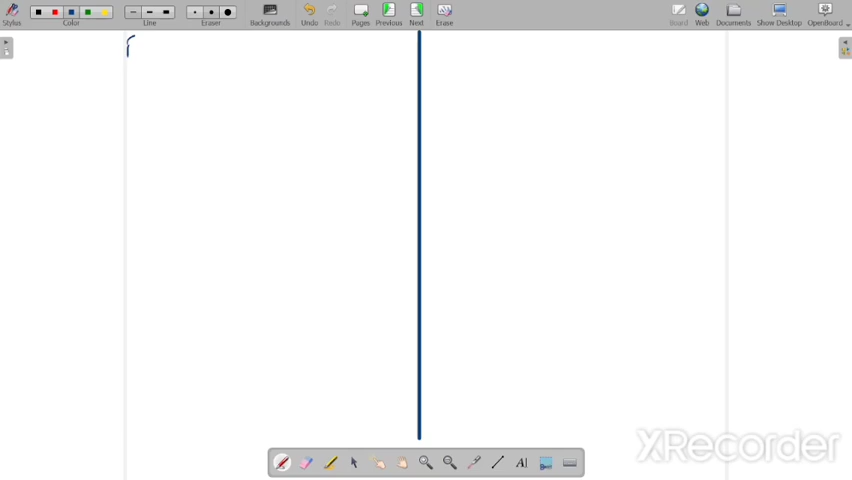 Stylus
Color
Line
Eraser
Backgrounds
Undo
Redo
Pages
Previous
Next
Erase
Board
Web
Documents
Show Desktop
OpenBoard
XRecorder